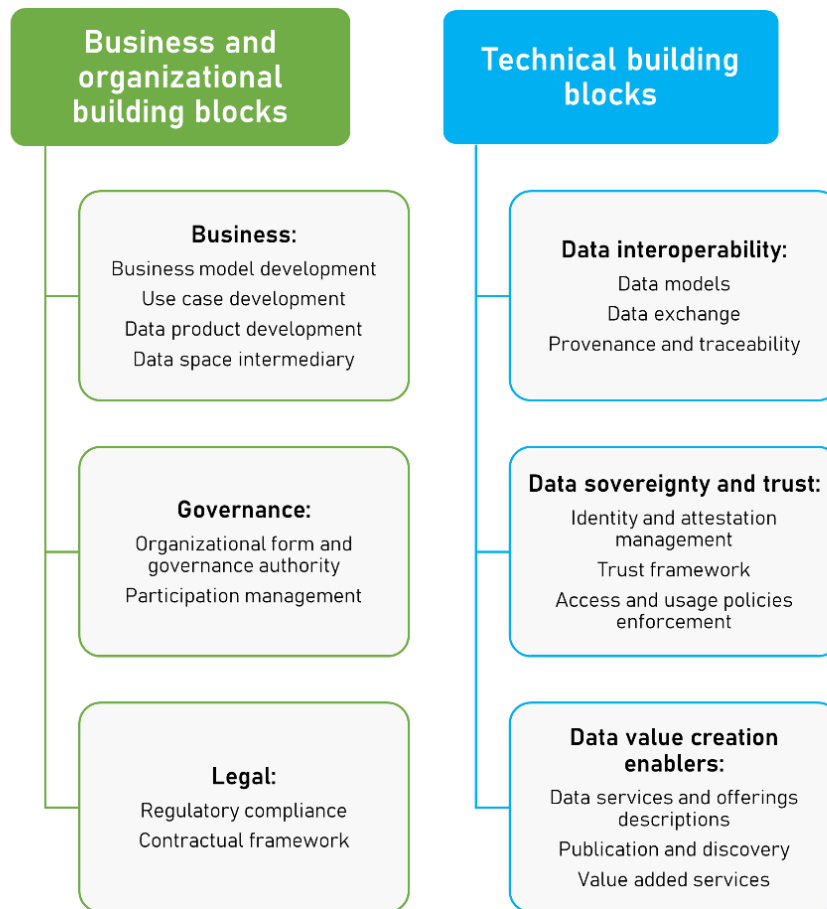 Business and
organizational
building blocks
Business:
Business model development
Use case development
Data product development
Data space intermediary
Governance:
Organizational form and
governance authority
Participation management
Legal:
Regulatory compliance
Contractual framework
Technical building
blocks
Data interoperability:
Data models
Data exchange
Provenance and traceability
Data sovereignty and trust:
Identity and attestation
management
Trust framework
Access and usage policies
enforcement
Data value creation
enablers:
Data services and offerings
descriptions
Publication and discovery
Value added services